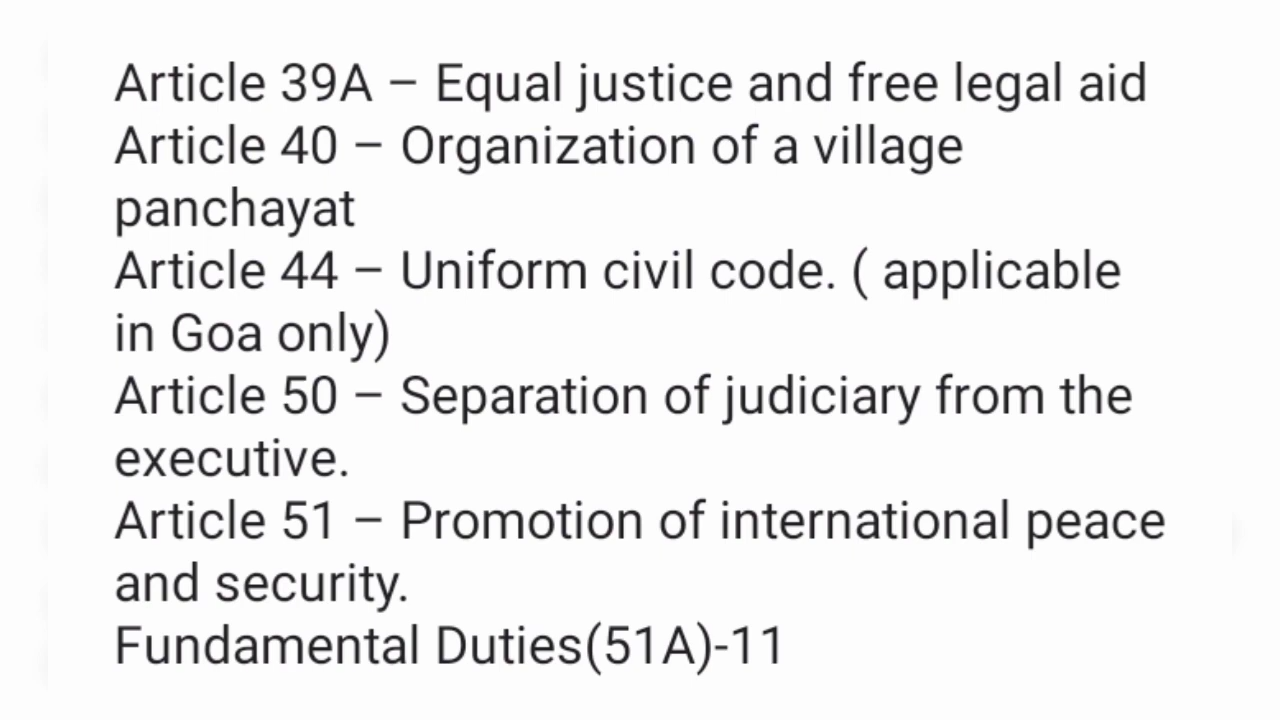 Article 39A – Equal justice and free legal aid
Article 40 – Organization of a village
panchayat
Article 44 – Uniform civil code. ( applicable
in Goa only)
Article 50 – Separation of judiciary from the
executive.
Article 51 – Promotion of international peace
and security.
Fundamental Duties(51A)-11